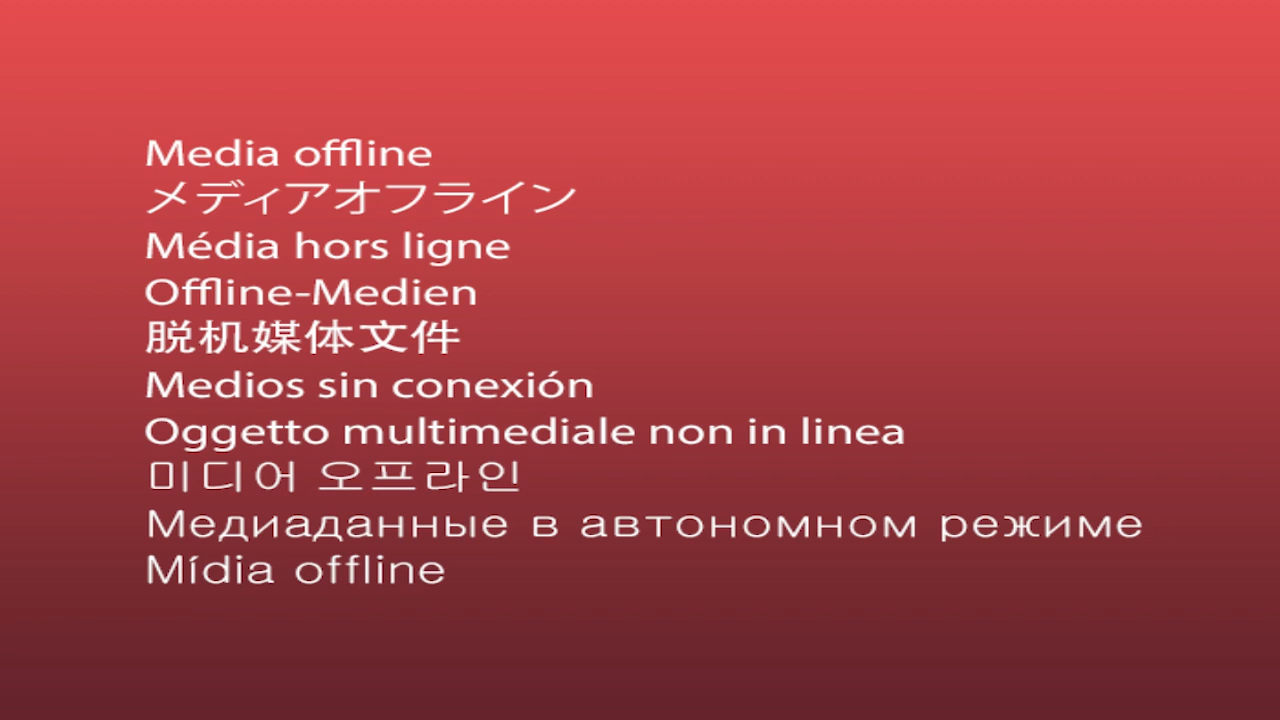 Media offline
メディアオフライン
Média hors ligne
Offline-Medien
脱机媒体文件
Medios sin conexión
Oggetto multimediale non in linea
미디어 오프라인
Медиаданные в автономном режиме
Mídia offline